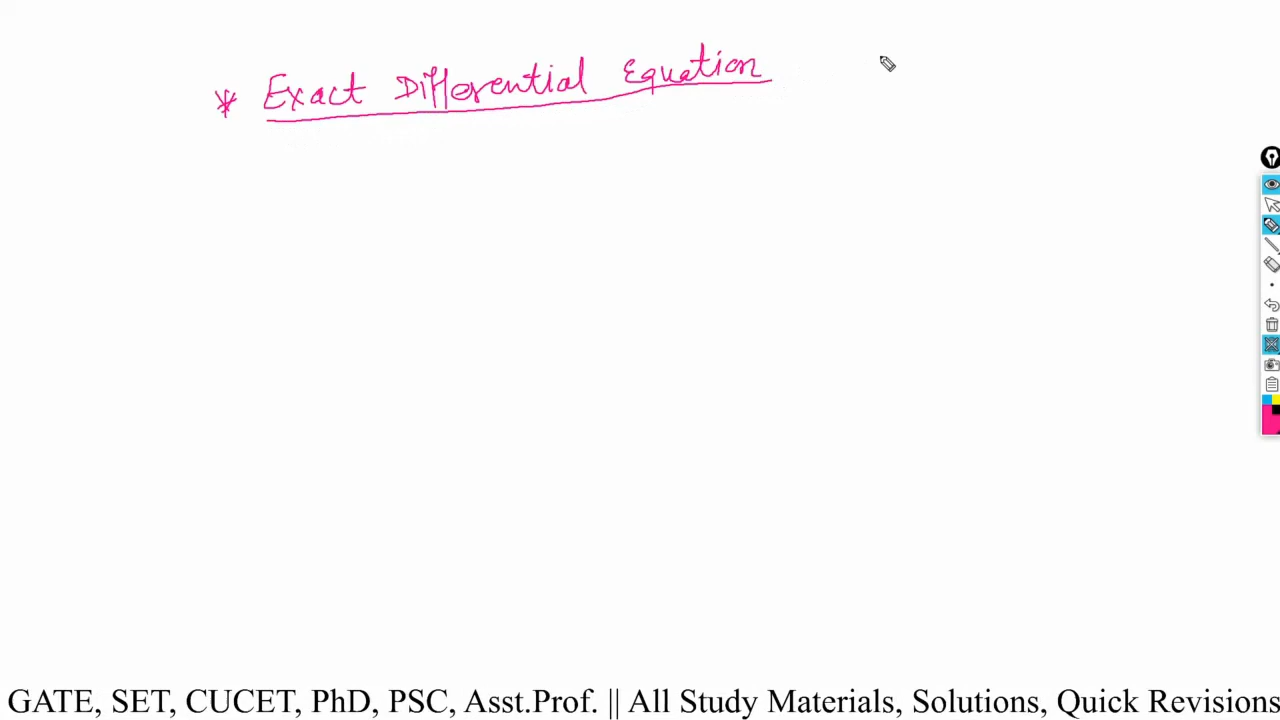 * Exact Differential Equation
GATE, SET, CUCET, PhD, PSC, Asst.Prof. || All Study Materials, Solutions, Quick Revisions